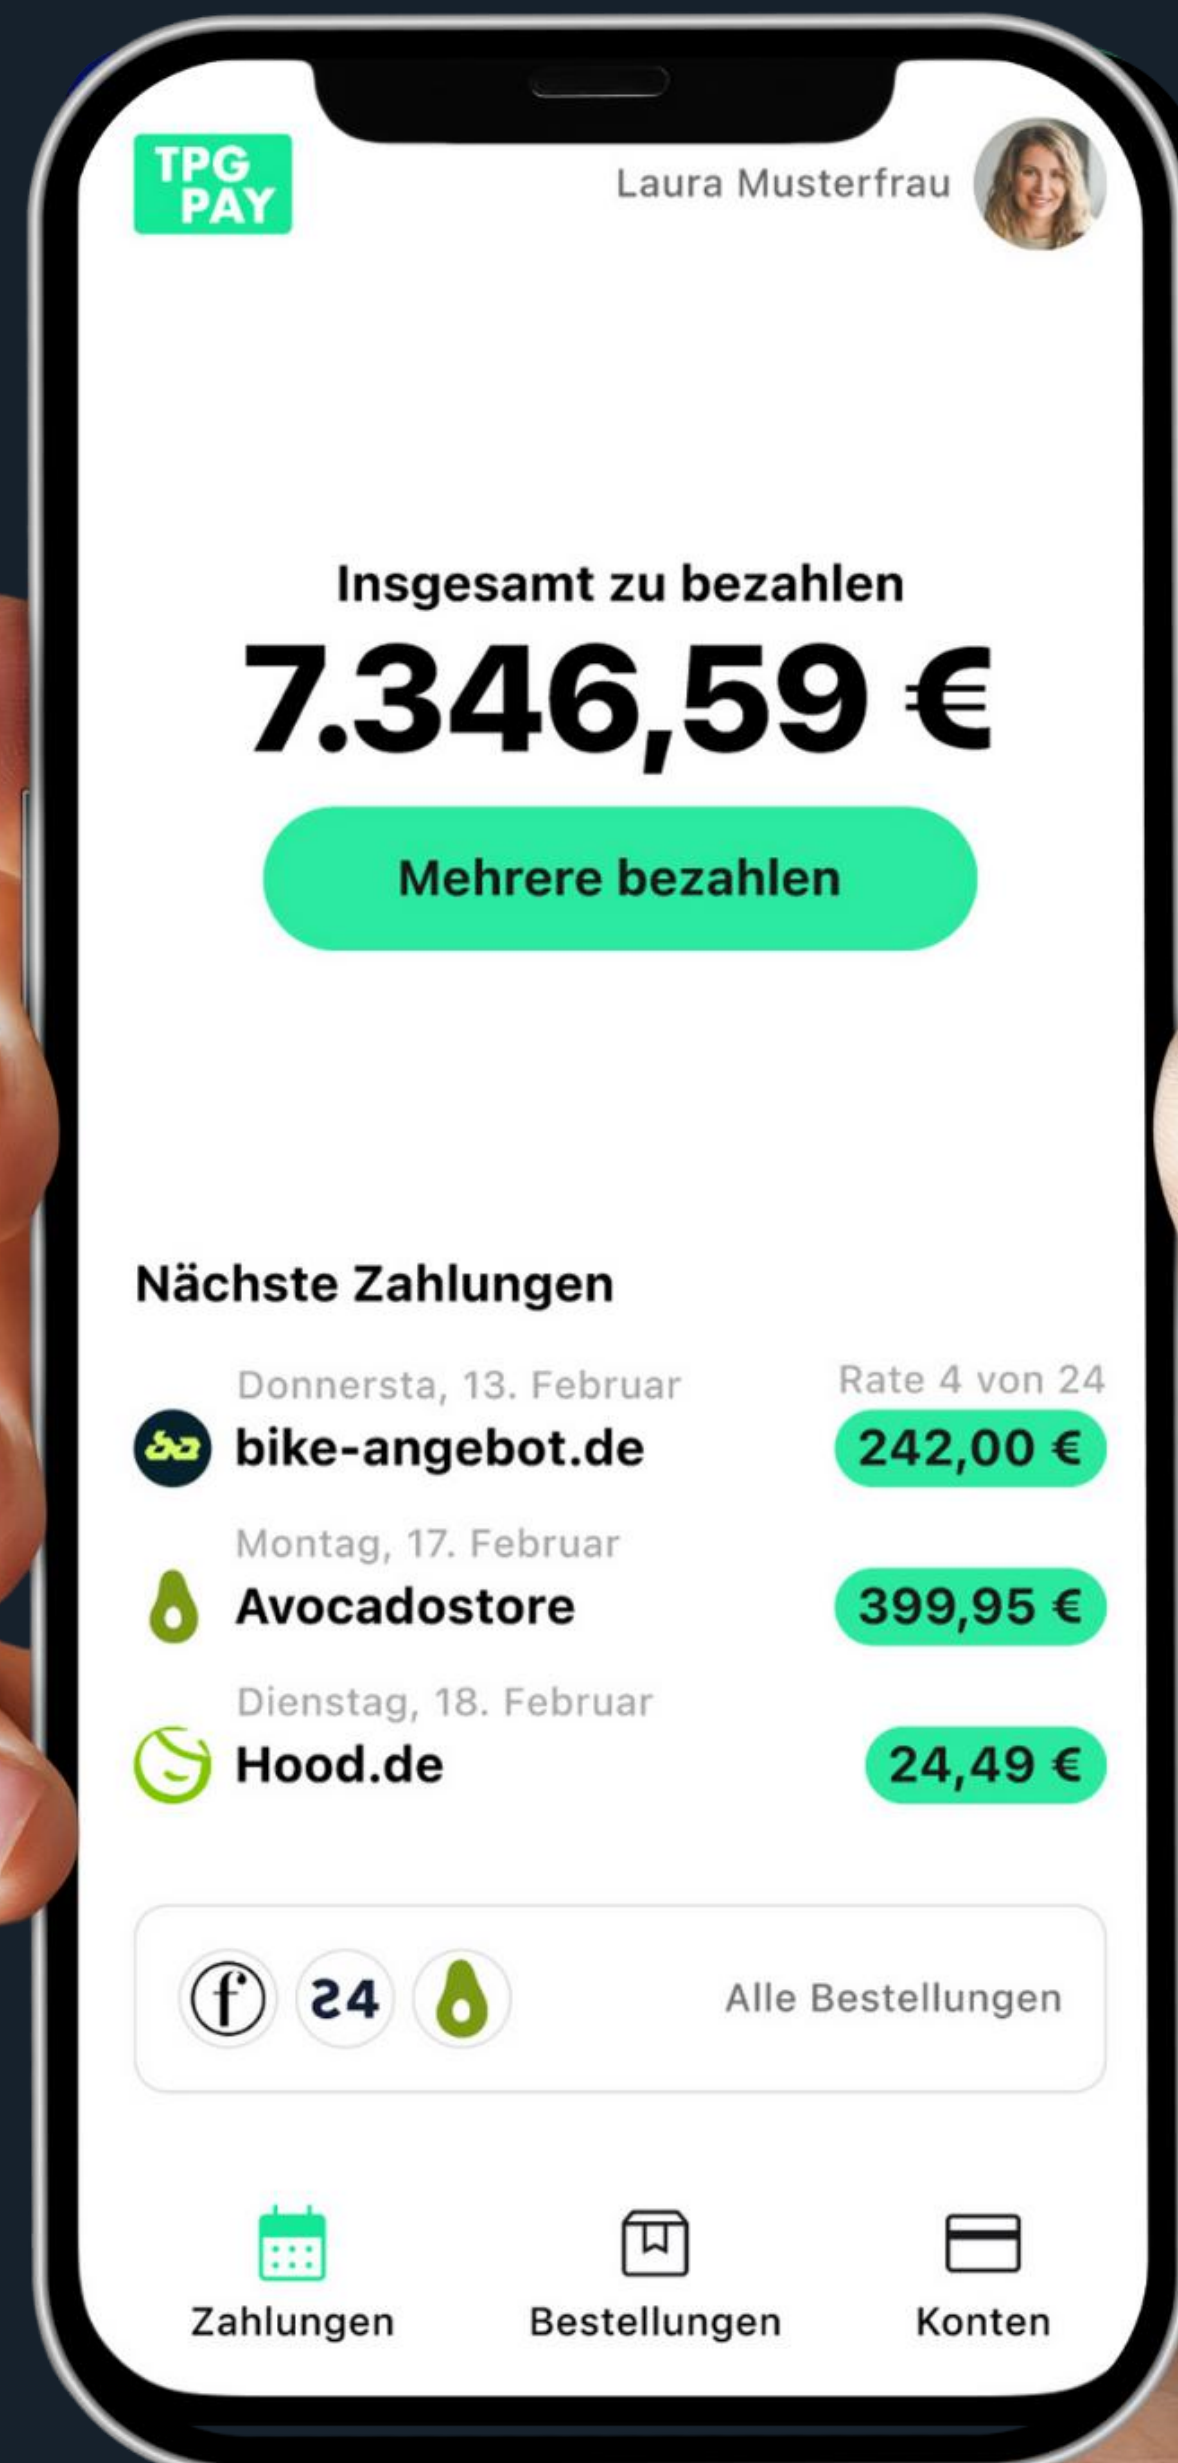 TPG
PAY
Laura Musterfrau
Insgesamt zu bezahlen
7.346,59 €
Mehrere bezahlen
Nächste Zahlungen
Donnersta, 13. Februar
Rate 4 von 24
bike-angebot.de
242,00 €
Montag, 17. Februar
Avocadostore
399,95 €
Dienstag, 18. Februar
Hood.de
24,49 €
f
S4
Alle Bestellungen
Zahlungen
Bestellungen
Konten